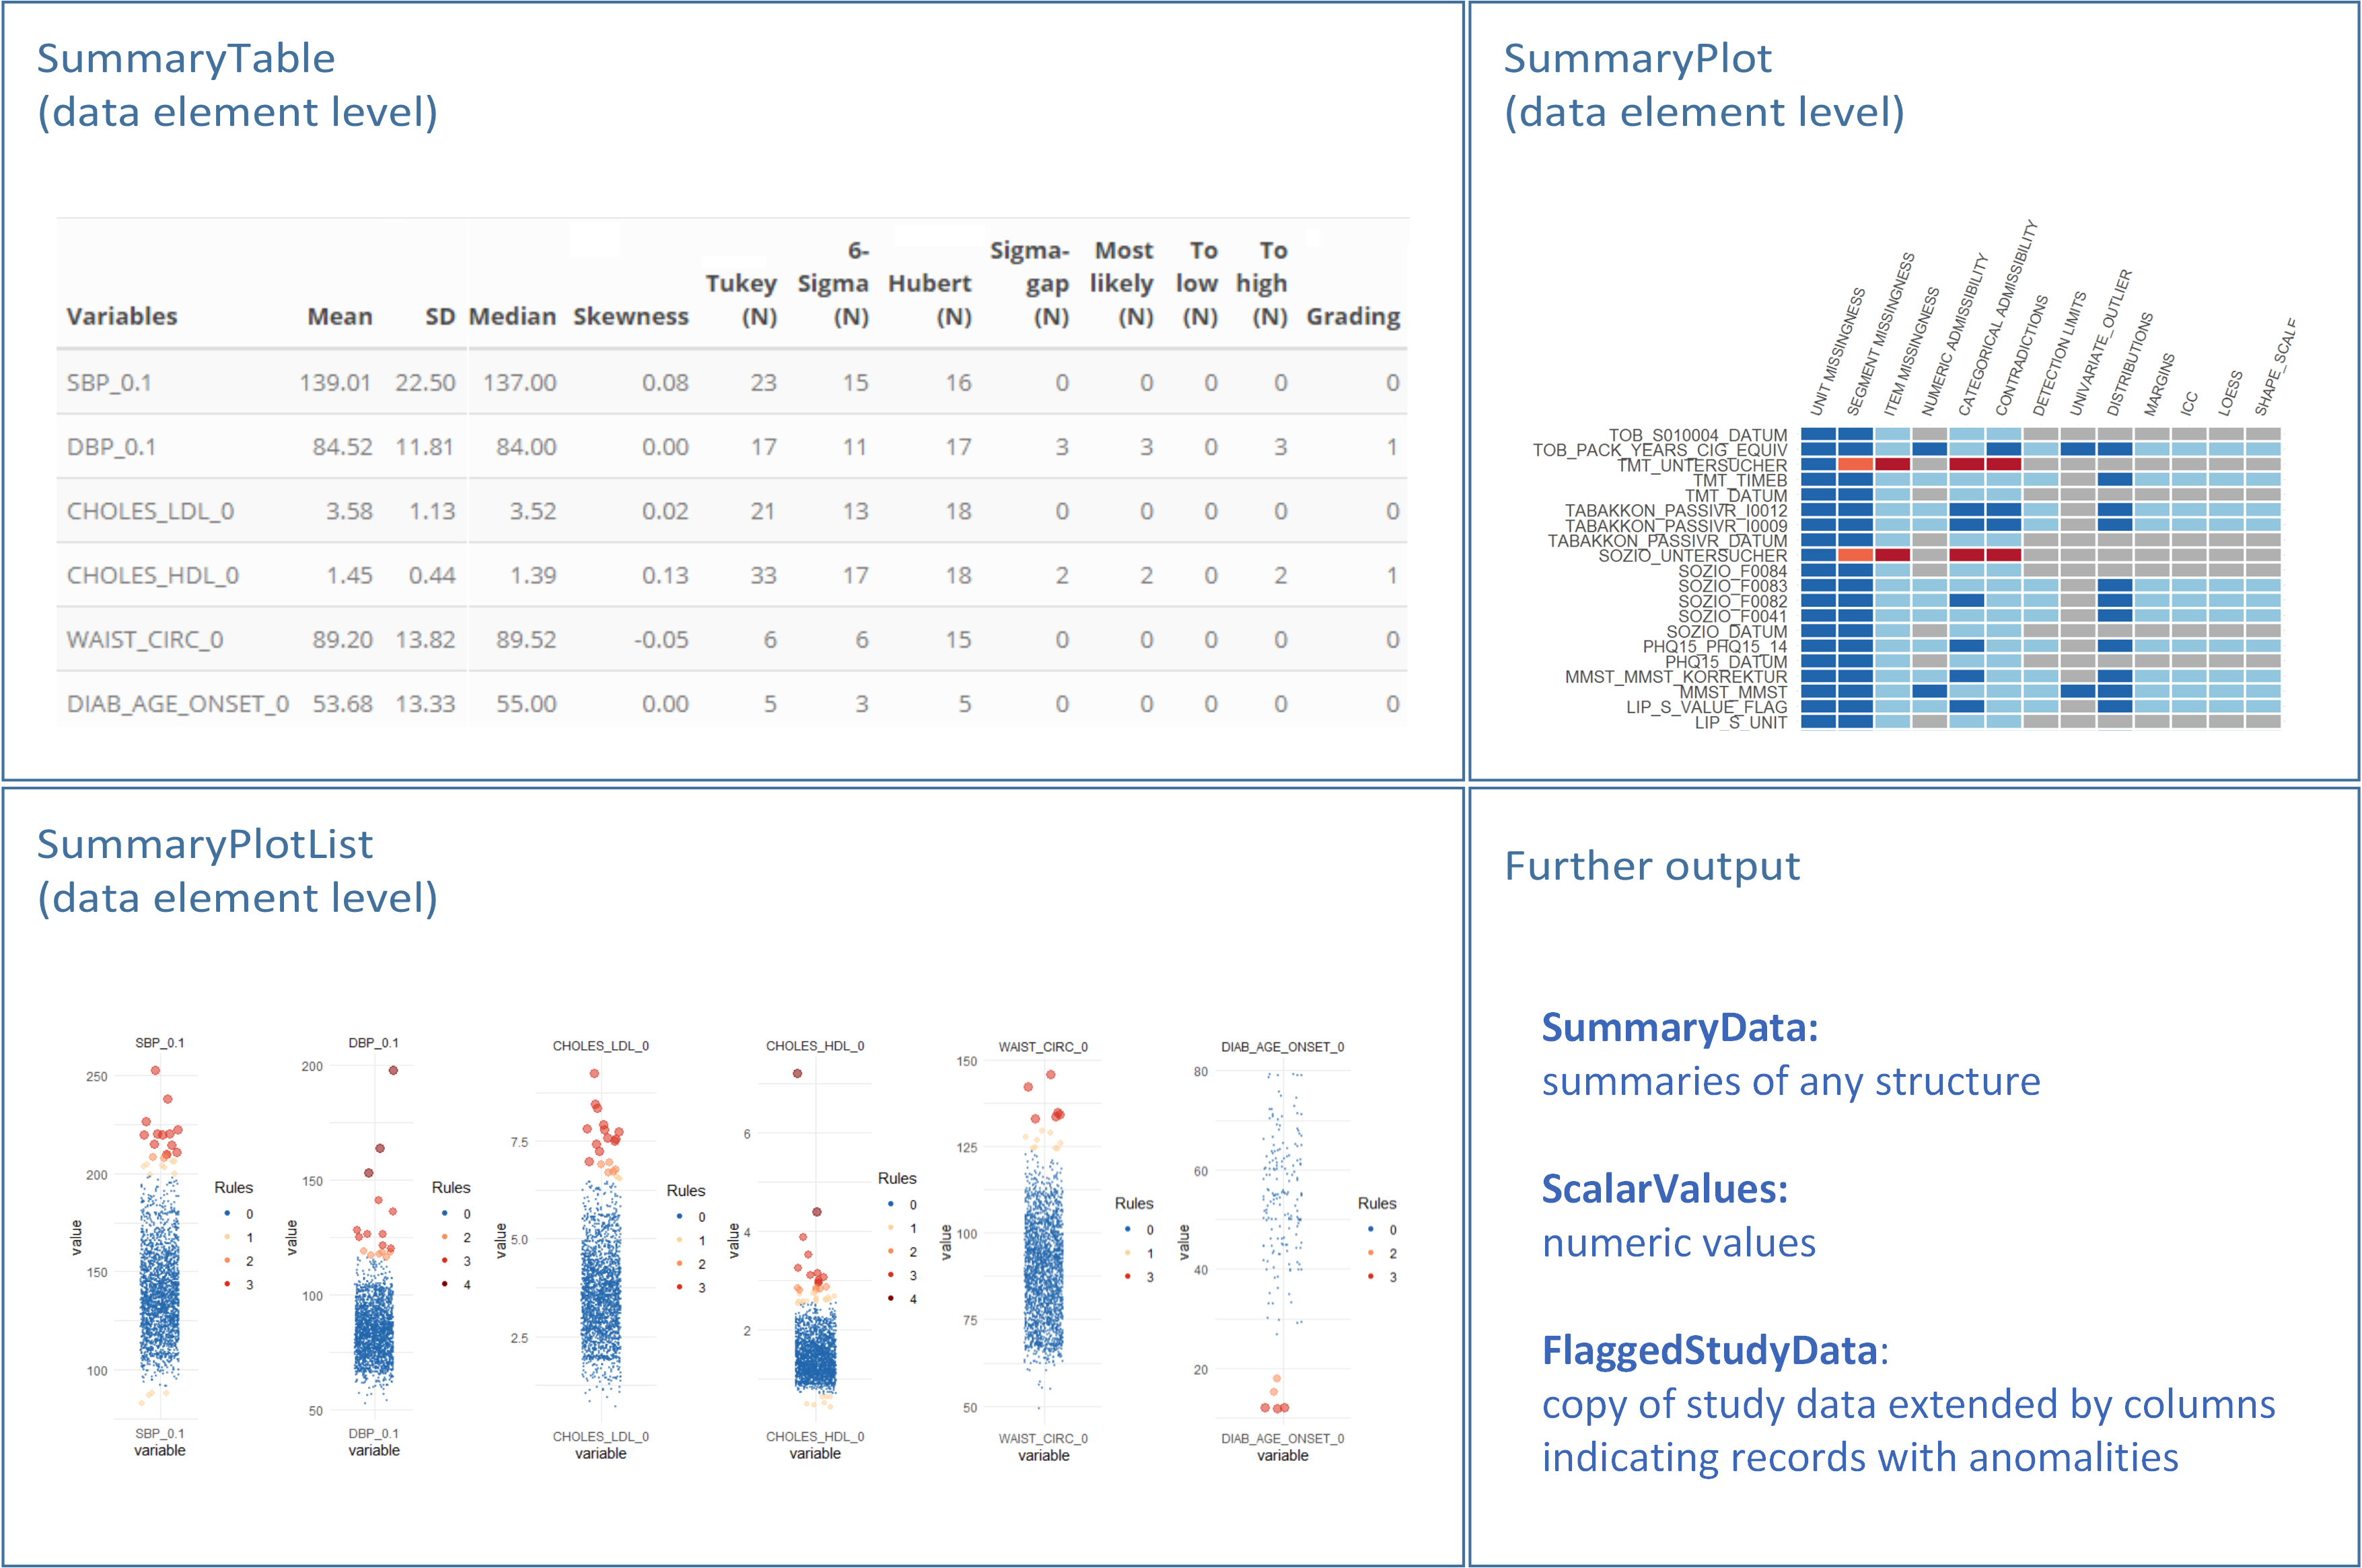 SummaryTable
(data element level)
Variables Mean SD Median Skewness Tukey (N) 6-Sigma (N) Hubert (N) Sigma-gap (N) Most likely (N) To low (N) To high (N) Grading
SBP_0.1 139.01 22.50 137.00 0.08 23 15 16 0 0 0 0 0
DBP_0.1 84.52 11.81 84.00 0.00 17 11 17 3 3 0 3 1
CHOLES_LDL_0 3.58 1.13 3.52 0.02 21 13 18 0 0 0 0 0
CHOLES_HDL_0 1.45 0.44 1.39 0.13 33 17 18 2 2 0 2 1
WAIST_CIRC_0 89.20 13.82 89.52 -0.05 6 6 15 0 0 0 0 0
DIAB_AGE_ONSET_0 53.68 13.33 55.00 0.00 5 3 5 0 0 0 0 0
SummaryPlot
(data element level)
UNIT MISSINGNESS
SEGMENT MISSINGNESS
ITEM MISSINGNESS
NUMERIC ADMISSIBILITY
CATEGORICAL ADMISSIBILITY
CONTRADICTIONS
DETECTION LIMITS
UNIVARIATE_OUTLIER
DISTRIBUTIONS
MARGINS
ICC
LOESS
SHAPE_SCALE
TOB_S010004_DATUM
TOB_PACK_YEARS_CIG_EQUIV
TMT_UNTERSUCHER
TMT_TIMEB
TMT_DATUM
TABAKKON_PASSIVR_I0012
TABAKKON_PASSIVR_I0009
TABAKKON_PASSIVR_DATUM
SOZIO_UNTERSUCHER
SOZIO_F0084
SOZIO_F0083
SOZIO_F0082
SOZIO_F0041
SOZIO_DATUM
PHQ15_PHQ15_14
PHQ15_DATUM
MMST_MMST_KORREKTUR
MMST_MMST
LIP_S_VALUE_FLAG
LIP_S_UNIT
SummaryPlotList
(data element level)
SBP_0.1
value
250
200
150
100
SBP_0.1
variable
Rules
0
1
2
3
DBP_0.1
value
200
150
100
50
DBP_0.1
variable
Rules
0
2
3
4
CHOLES_LDL_0
value
7.5
5.0
2.5
CHOLES_LDL_0
variable
Rules
0
1
2
3
CHOLES_HDL_0
value
6
4
2
CHOLES_HDL_0
variable
Rules
0
1
2
3
4
WAIST_CIRC_0
value
150
125
100
75
50
WAIST_CIRC_0
variable
Rules
0
1
3
DIAB_AGE_ONSET_0
value
80
60
40
20
DIAB_AGE_ONSET_0
variable
Rules
0
2
3
Further output
SummaryData:
summaries of any structure
ScalarValues:
numeric values
FlaggedStudyData:
copy of study data extended by columns
indicating records with anomalities